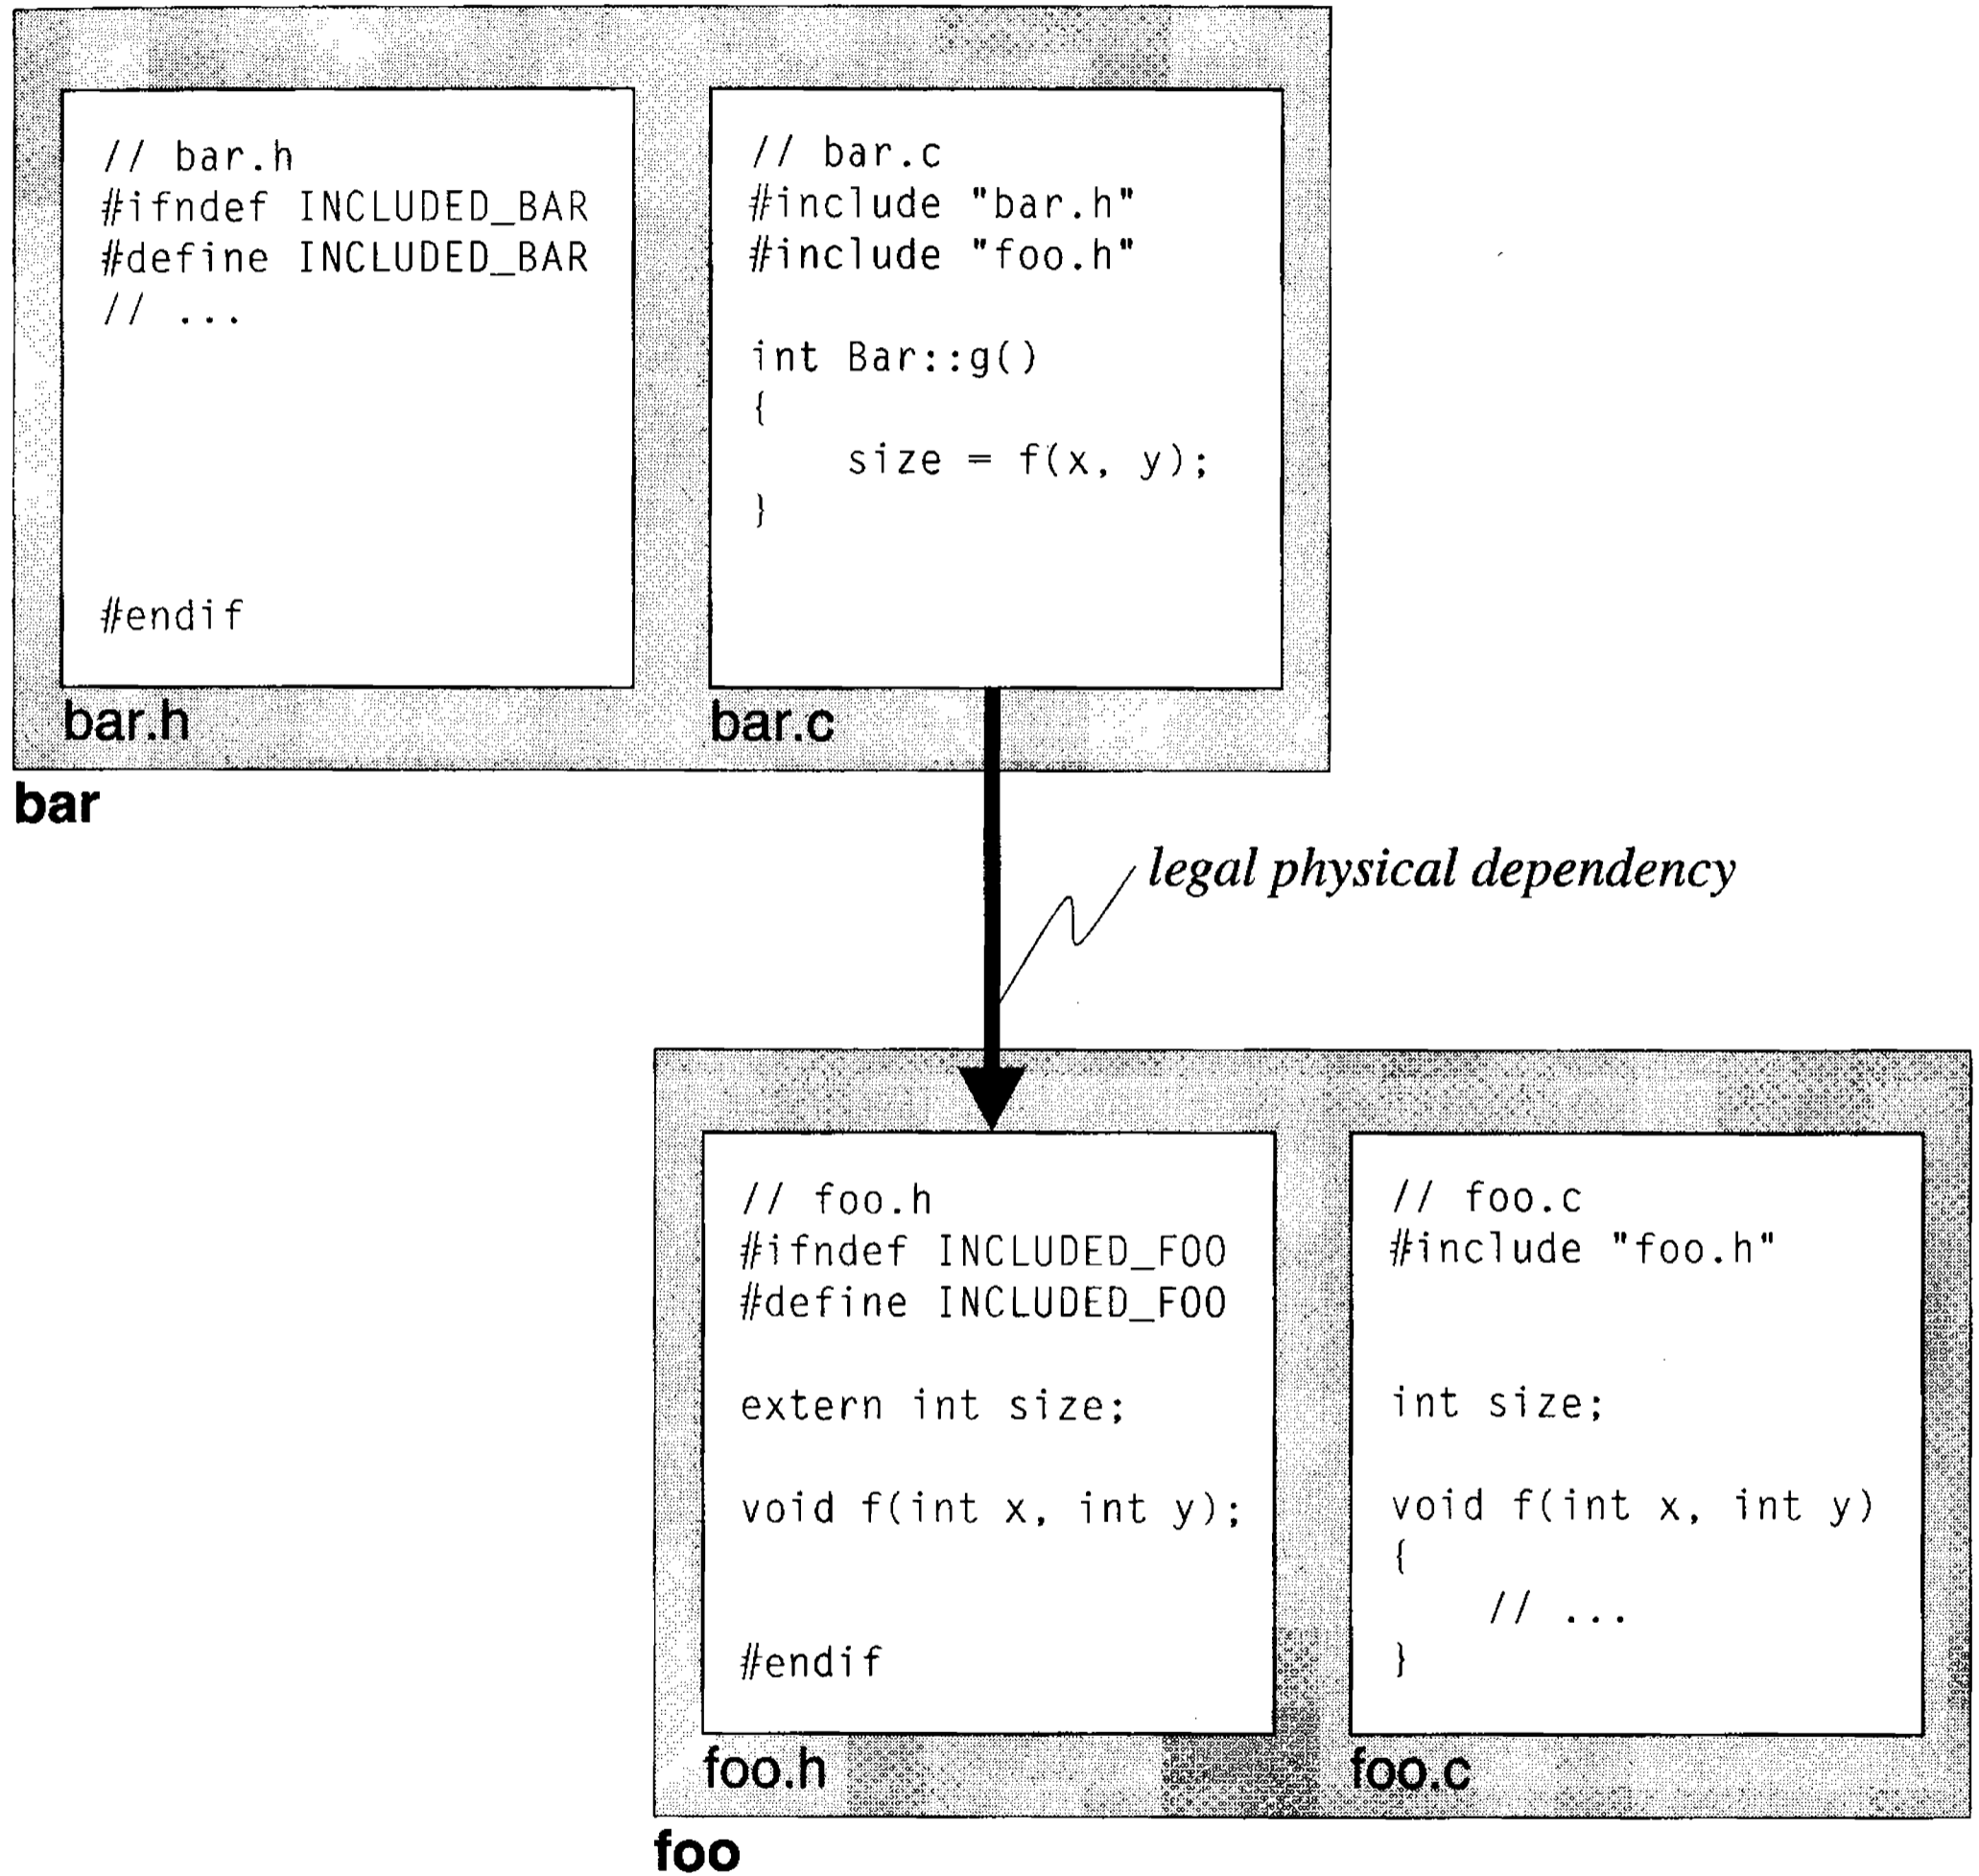 // bar.h
#ifndef INCLUDED_BAR
#define INCLUDED_BAR
// ...
#endif
bar.h
// bar.c
#include "bar.h"
#include "foo.h"
int Bar::g()
{
size = f(x, y);
}
bar.c
bar
legal physical dependency
// foo.h
#ifndef INCLUDED_FOO
#define INCLUDED_FOO
extern int size;
void f(int x, int y);
#endif
foo.h
// foo.c
#include "foo.h"
int size;
void f(int x, int y)
{
// ...
}
foo.c
foo